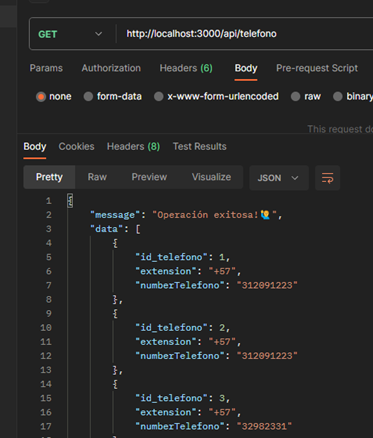 GET http://localhost:3000/api/telefono
Params Authorization Headers (6) Body Pre-request Script
none form-data x-www-form-urlencoded raw binary
This request do
Body Cookies Headers (8) Test Results
Pretty Raw Preview Visualize JSON
1 {
2 "message": "Operación exitosa!🙋‍♂️",
3 "data": [
4 {
5 "id_telefono": 1,
6 "extension": "+57",
7 "numberTelefono": "312091223"
8 },
9 {
10 "id_telefono": 2,
11 "extension": "+57",
12 "numberTelefono": "312091223"
13 },
14 {
15 "id_telefono": 3,
16 "extension": "+57",
17 "numberTelefono": "32982331"